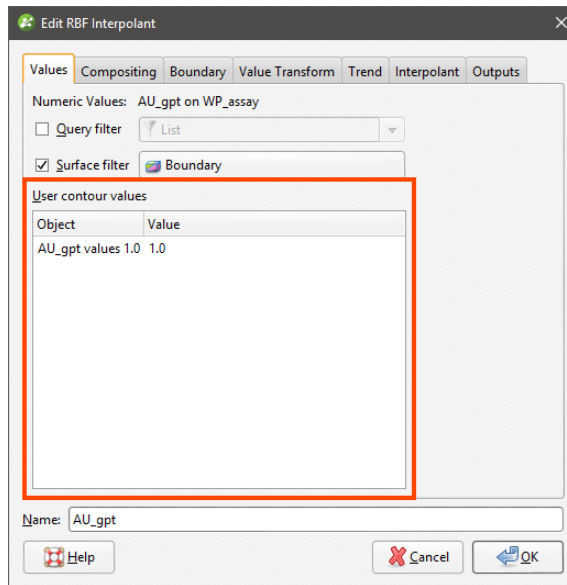 Edit RBF Interpolant
Values Compositing Boundary Value Transform Trend Interpolant Outputs
Numeric Values: AU_gpt on WP_assay
Query filter List
Surface filter Boundary
User contour values
Object Value
AU_gpt values 1.0 1.0
Name: AU_gpt
Help Cancel OK